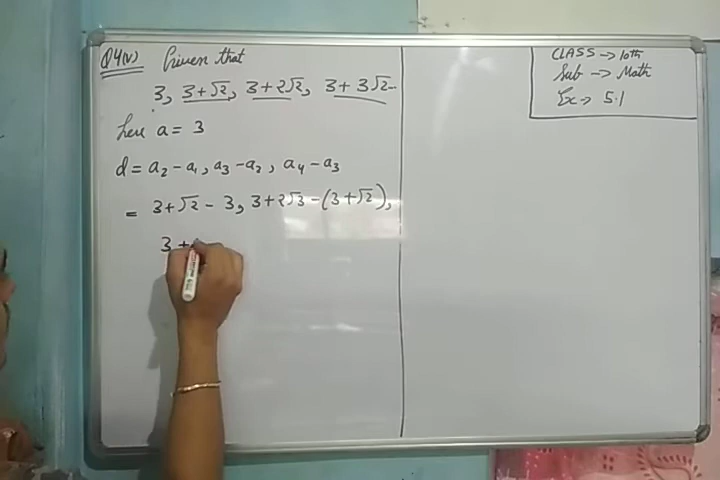 Q4(v) Given that
3, 3+√2, 3+2√2, 3+3√2-
here a = 3
d = a₂-a₁, a₃-a₂, a₄-a₃
= 3+√2 - 3, 3+2√3-(3+√2),
3+
CLASS → 10th
Sub → Math
Ex → 5.1